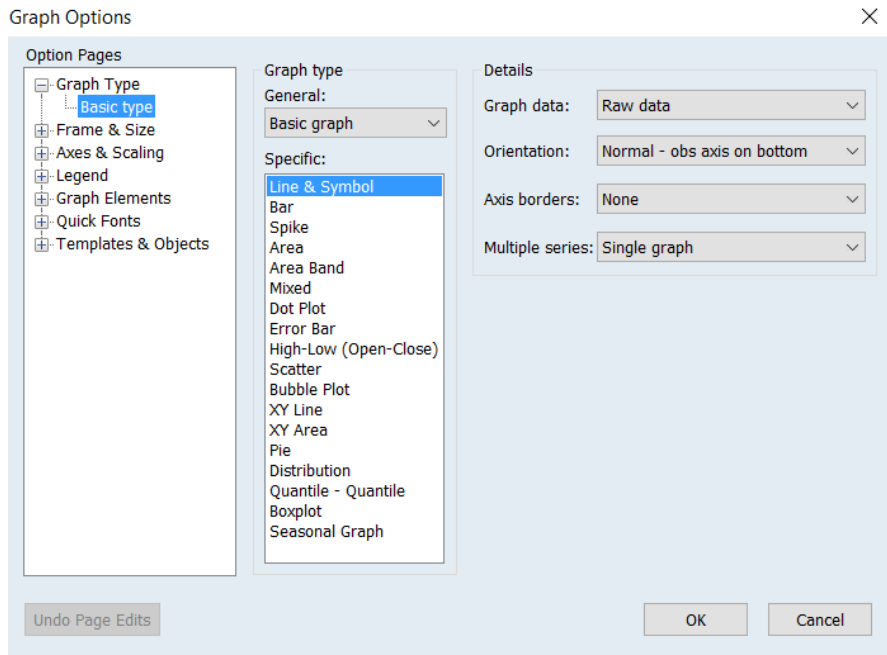 Graph Options
Option Pages
Graph Type
Basic type
Frame & Size
Axes & Scaling
Legend
Graph Elements
Quick Fonts
Templates & Objects
Graph type
General:
Basic graph
Specific:
Line & Symbol
Bar
Spike
Area
Area Band
Mixed
Dot Plot
Error Bar
High-Low (Open-Close)
Scatter
Bubble Plot
XY Line
XY Area
Pie
Distribution
Quantile - Quantile
Boxplot
Seasonal Graph
Details
Graph data: Raw data
Orientation: Normal - obs axis on bottom
Axis borders: None
Multiple series: Single graph
Undo Page Edits
OK
Cancel